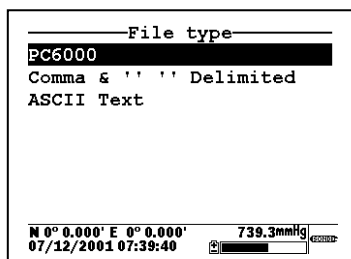 File type
PC6000
Comma & '' '' Delimited
ASCII Text
N 0° 0.000' E 0° 0.000' 739.3mmHg
07/12/2001 07:39:40